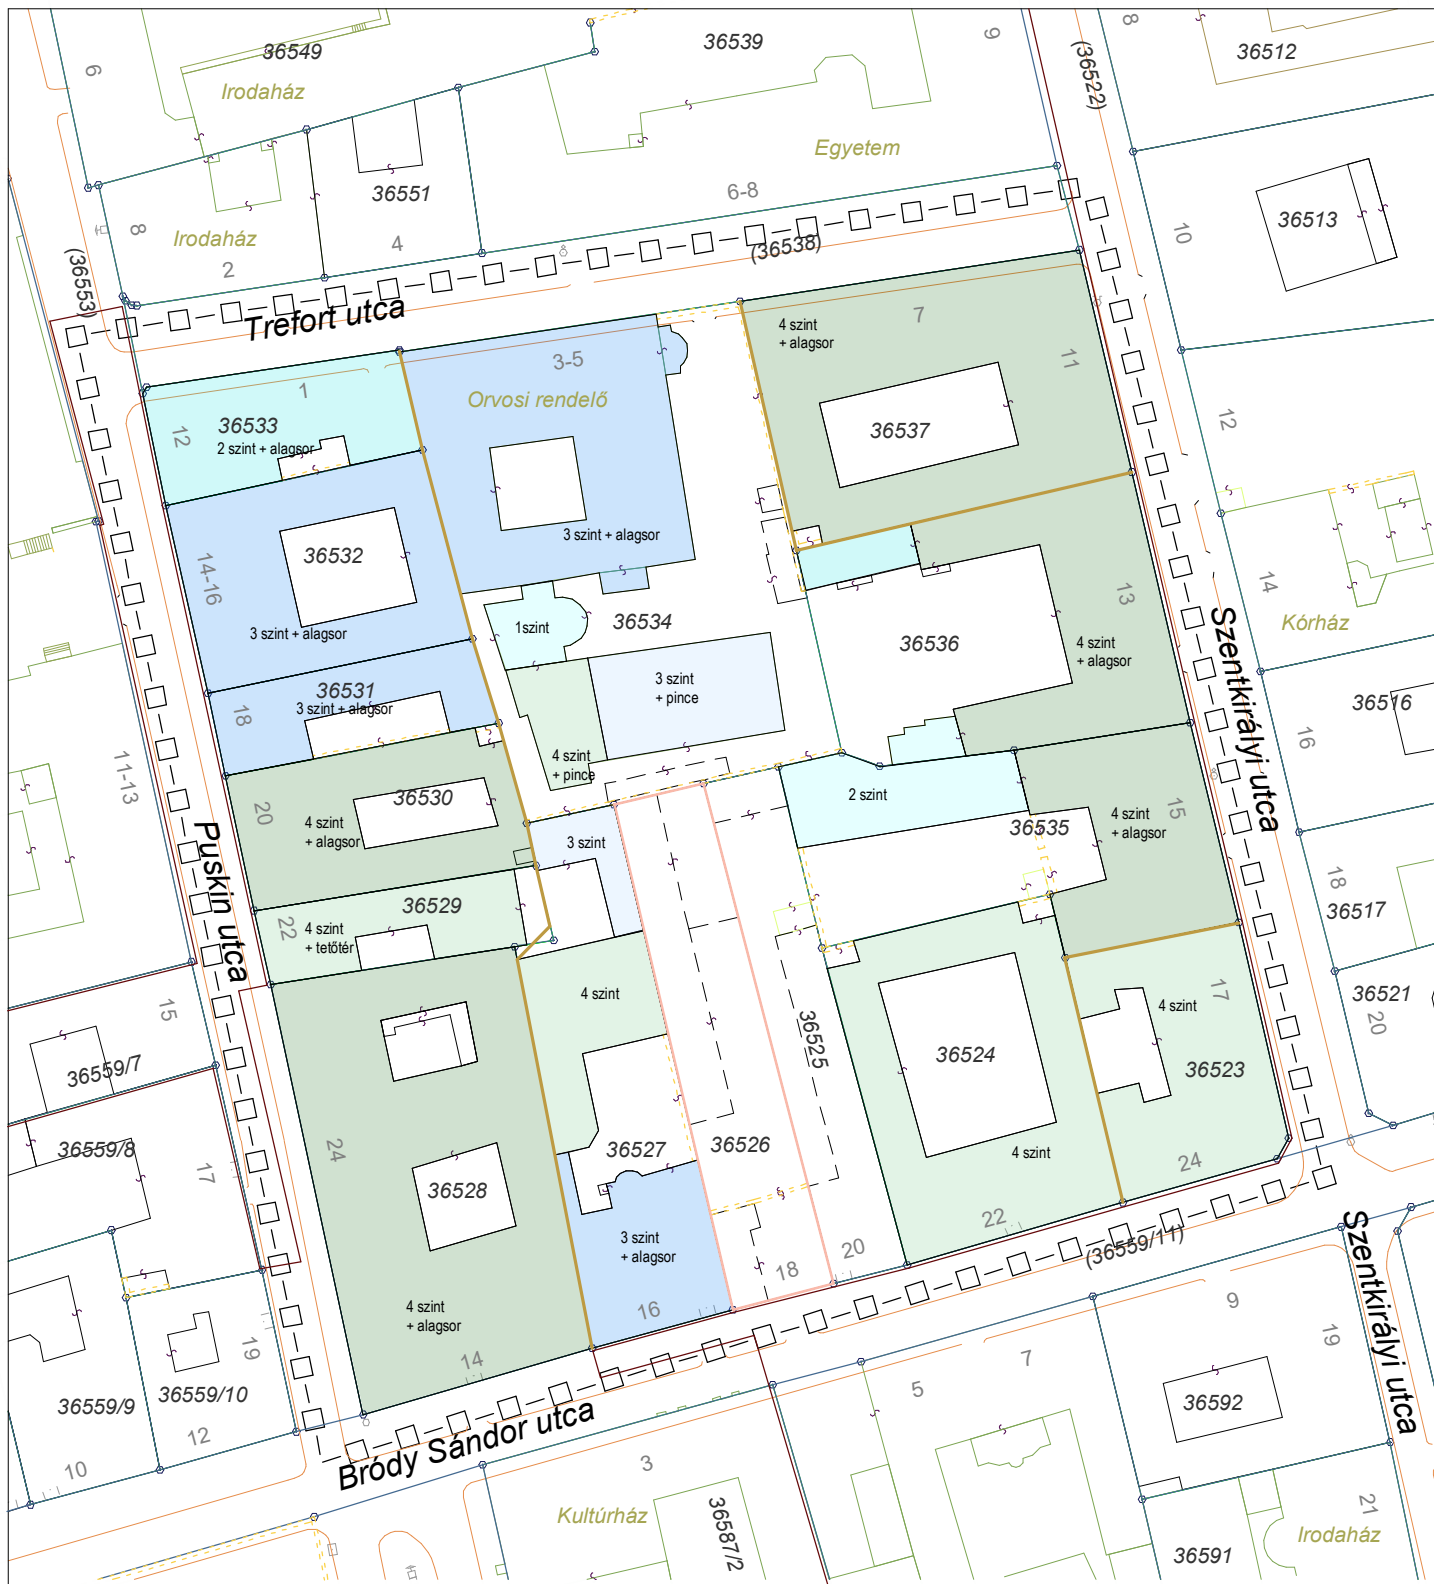 36549
36539
36512
6
9
8
(36522)
Irodaház
Egyetem
36551
6-8
10
36513
8
Irodaház
4
2
(36538)
(36553)
Trefort utca
7
4 szint
+ alagsor
11
3-5
1
Orvosi rendelő
12
36533
2 szint + alagsor
36537
12
36532
3 szint + alagsor
14-16
3 szint + alagsor
1szint
36534
36536
13
4 szint
+ alagsor
14
Kórház
Szentkirályi utca
3 szint
+ pince
36531
3 szint + alagsor
18
36516
16
11-13
4 szint
+ pince
36530
20
4 szint
+ alagsor
2 szint
36535
4 szint
+ alagsor
15
3 szint
Puskin utca
36529
22
4 szint
+ tetőtér
18
36517
4 szint
4 szint
17
36521
20
15
36525
36524
36523
36559/7
36559/8
17
24
36527
36526
4 szint
24
36528
3 szint
+ alagsor
22
(36559/11)
Szentkirályi utca
20
18
16
4 szint
+ alagsor
14
19
9
19
7
5
36559/9
36559/10
12
10
Bródy Sándor utca
36592
3
Kultúrház
36587/2
21
Irodaház
36591